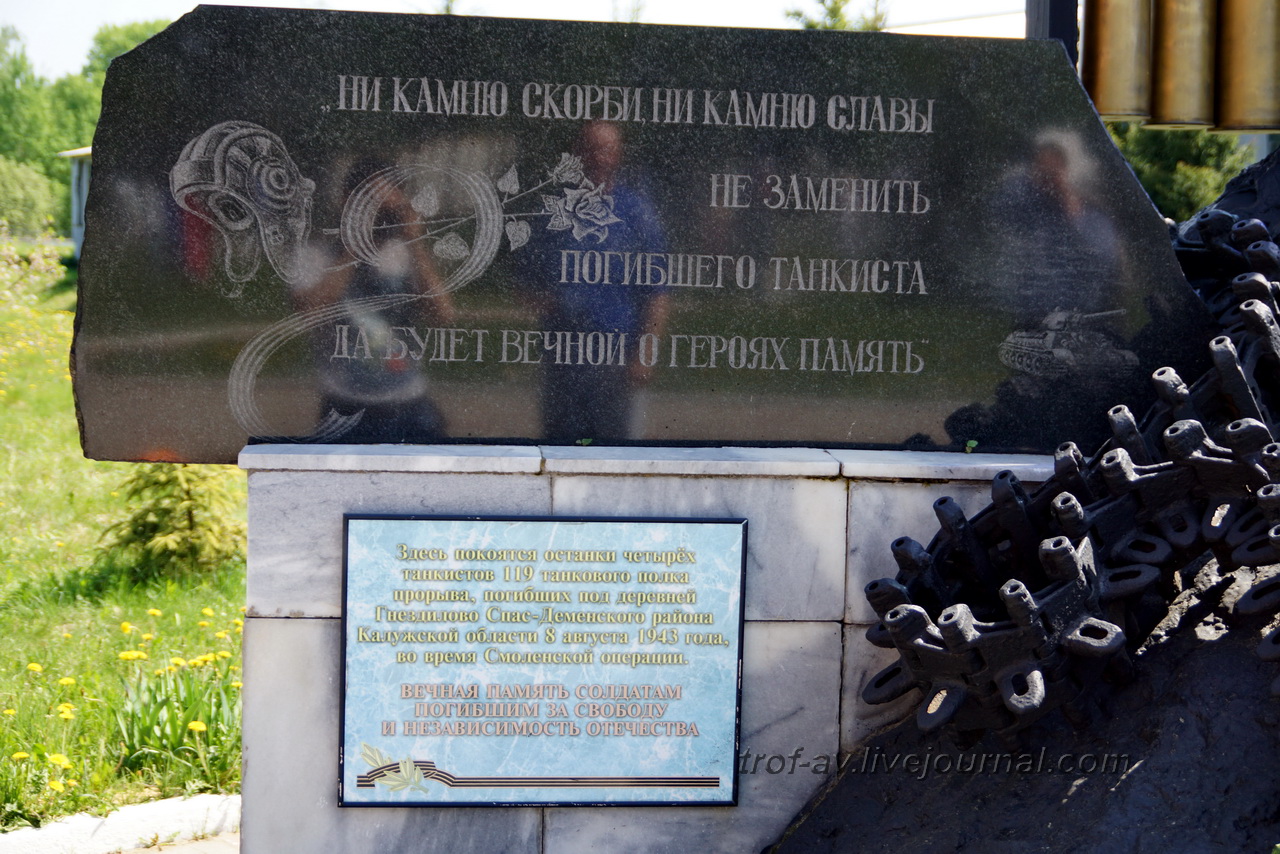 „НИ КАМНЮ СКОРБИ, НИ КАМНЮ СЛАВЫ
НЕ ЗАМЕНИТЬ
ПОГИБШЕГО ТАНКИСТА
ДА БУДЕТ ВЕЧНОЙ О ГЕРОЯХ ПАМЯТЬ"
Здесь покоятся останки четырёх
танкистов 119 танкового полка
прорыва, погибших под деревней
Гнездилово Спас-Деменского района
Калужской области 8 августа 1943 года,
во время Смоленской операции.
ВЕЧНАЯ ПАМЯТЬ СОЛДАТАМ
ПОГИБШИМ ЗА СВОБОДУ
И НЕЗАВИСИМОСТЬ ОТЕЧЕСТВА
trof-av.livejournal.com